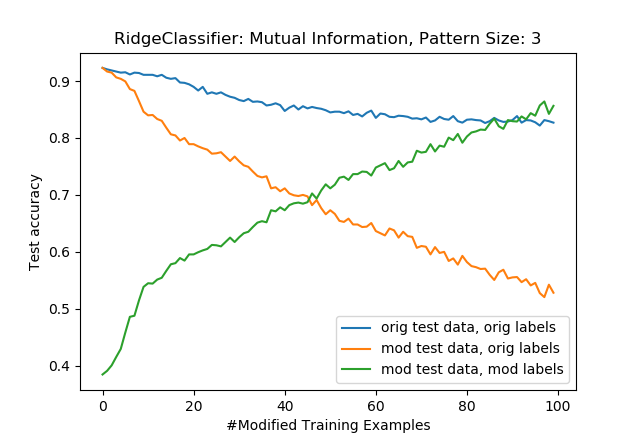 RidgeClassifier: Mutual Information, Pattern Size: 3
Test accuracy
0.9
0.8
0.7
0.6
0.5
0.4
orig test data, orig labels
mod test data, orig labels
mod test data, mod labels
0 20 40 60 80 100
#Modified Training Examples